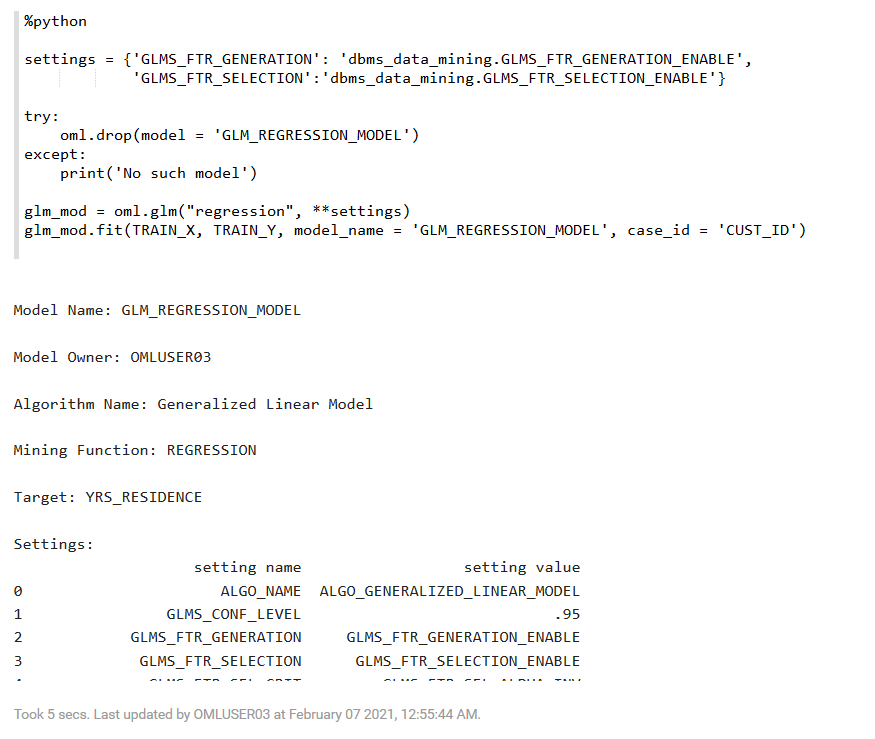 %python
settings = {'GLMS_FTR_GENERATION': 'dbms_data_mining.GLMS_FTR_GENERATION_ENABLE',
'GLMS_FTR_SELECTION':'dbms_data_mining.GLMS_FTR_SELECTION_ENABLE'}
try:
oml.drop(model = 'GLM_REGRESSION_MODEL')
except:
print('No such model')
glm_mod = oml.glm("regression", **settings)
glm_mod.fit(TRAIN_X, TRAIN_Y, model_name = 'GLM_REGRESSION_MODEL', case_id = 'CUST_ID')
Model Name: GLM_REGRESSION_MODEL
Model Owner: OMLUSER03
Algorithm Name: Generalized Linear Model
Mining Function: REGRESSION
Target: YRS_RESIDENCE
Settings:
setting name setting value
0 ALGO_NAME ALGO_GENERALIZED_LINEAR_MODEL
1 GLMS_CONF_LEVEL .95
2 GLMS_FTR_GENERATION GLMS_FTR_GENERATION_ENABLE
3 GLMS_FTR_SELECTION GLMS_FTR_SELECTION_ENABLE
Took 5 secs. Last updated by OMLUSER03 at February 07 2021, 12:55:44 AM.